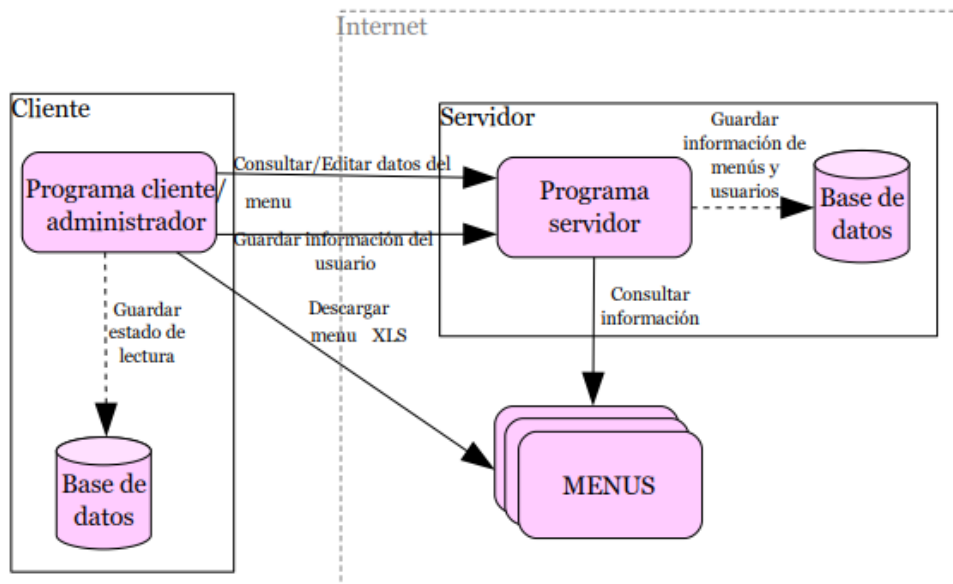 Internet
Cliente
Servidor
Programa cliente/
administrador
Consultar/Editar datos del
menu
Guardar información del
usuario
Programa
servidor
Guardar
información de
menús y
usuarios
Base de
datos
Guardar
estado de
lectura
Descargar
menu XLS
Consultar
información
Base de
datos
MENUS